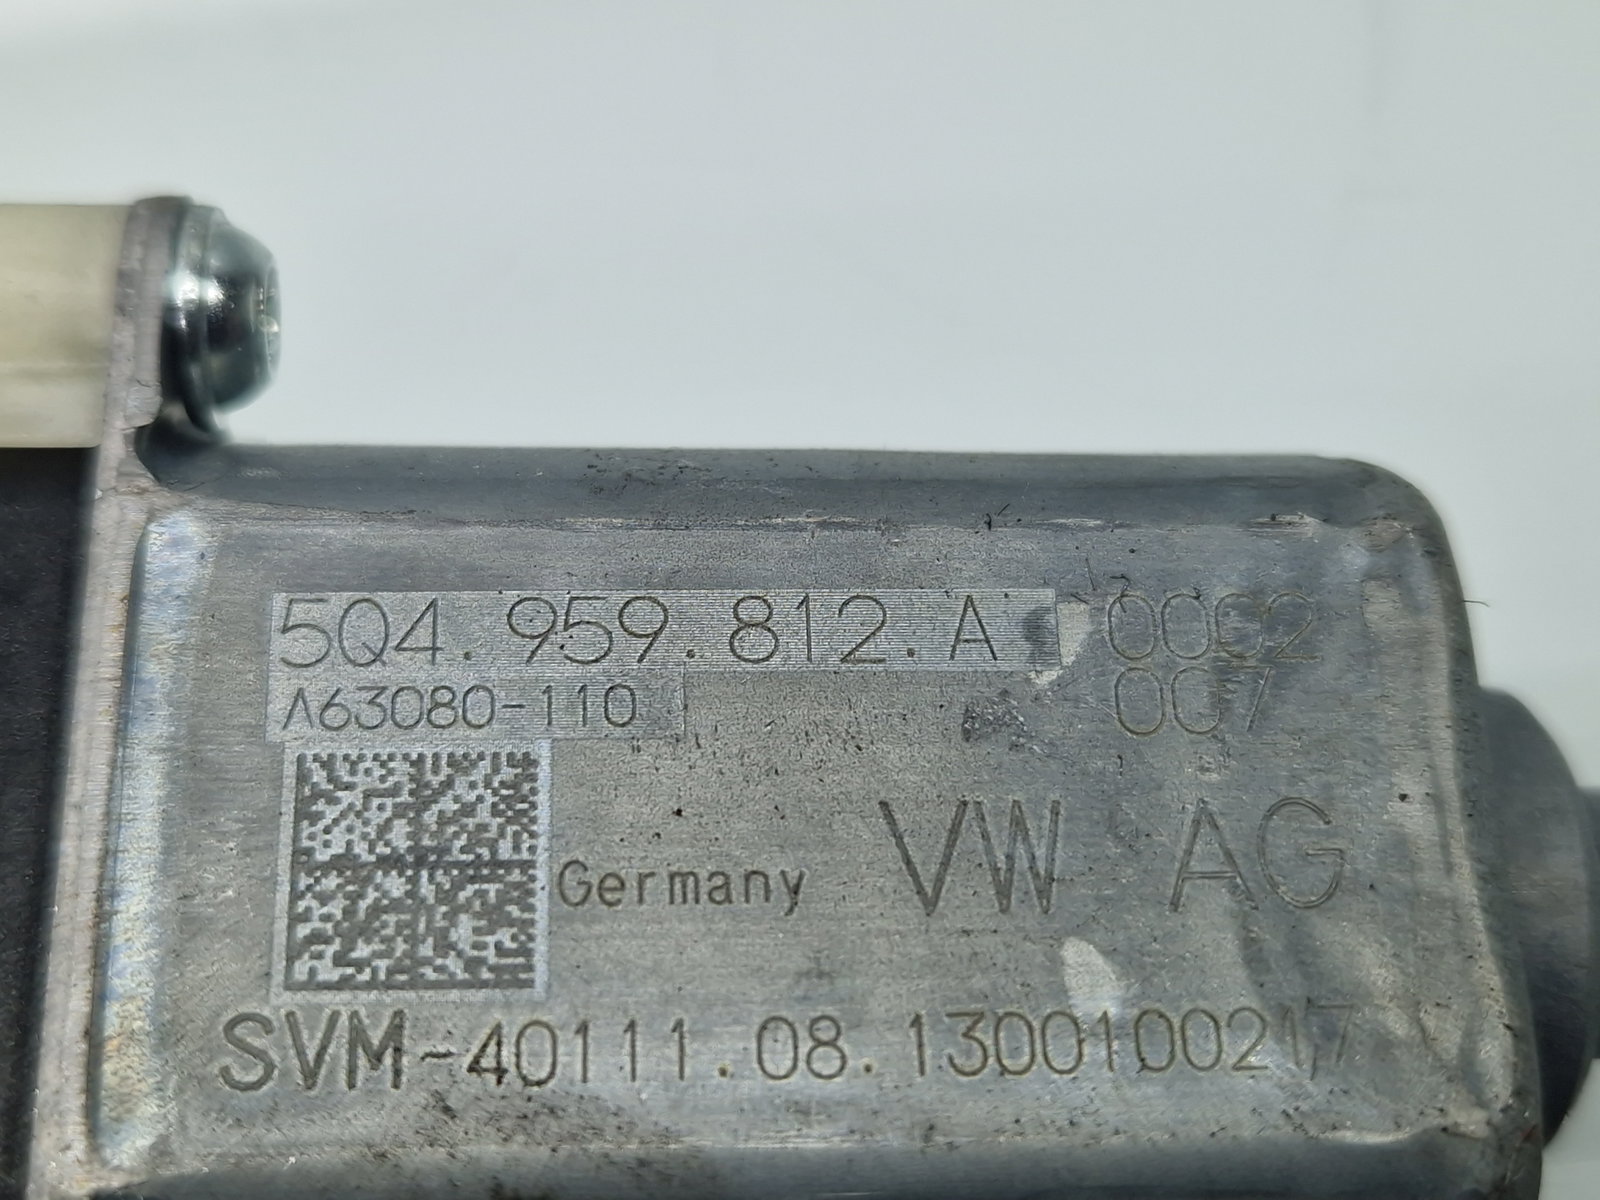 5Q4.959.812.A 0002
A63080-110 007
Germany VW AG
SVM-40111.08.1300100217